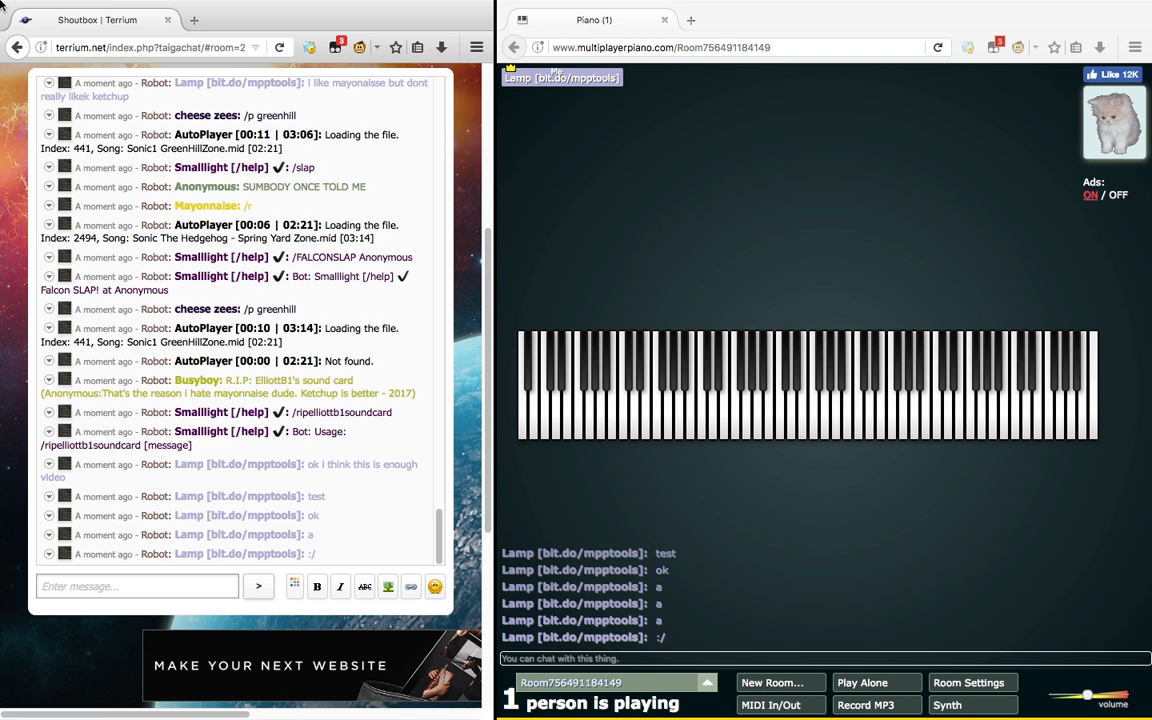 Shoutbox | Terrium
terrium.net/index.php?taigachat/#room=2
3
A moment ago - Robot: Lamp [bit.do/mpptools]: i like mayonaisse but dont
really likek ketchup
A moment ago - Robot: cheese zees: /p greenhill
A moment ago - Robot: AutoPlayer [00:11 | 03:06]: Loading the file.
Index: 441, Song: Sonic1 GreenHillZone.mid [02:21]
A moment ago - Robot: Smalllight [/help] ✔: /slap
A moment ago - Robot: Anonymous: SUMBODY ONCE TOLD ME
A moment ago - Robot: Mayonnaise: /r
A moment ago - Robot: AutoPlayer [00:06 | 02:21]: Loading the file.
Index: 2494, Song: Sonic The Hedgehog - Spring Yard Zone.mid [03:14]
A moment ago - Robot: Smalllight [/help] ✔: /FALCONSLAP Anonymous
A moment ago - Robot: Smalllight [/help] ✔: Bot: Smalllight [/help] ✔
Falcon SLAP! at Anonymous
A moment ago - Robot: cheese zees: /p greenhill
A moment ago - Robot: AutoPlayer [00:10 | 03:14]: Loading the file.
Index: 441, Song: Sonic1 GreenHillZone.mid [02:21]
A moment ago - Robot: AutoPlayer [00:00 | 02:21]: Not found.
A moment ago - Robot: Busyboy: R.I.P: ElliottB1's sound card
(Anonymous:That's the reason i hate mayonnaise dude. Ketchup is better - 2017)
A moment ago - Robot: Smalllight [/help] ✔: /ripelliottb1soundcard
A moment ago - Robot: Smalllight [/help] ✔: Bot: Usage:
/ripelliottb1soundcard [message]
A moment ago - Robot: Lamp [bit.do/mpptools]: ok i think this is enough
video
A moment ago - Robot: Lamp [bit.do/mpptools]: test
A moment ago - Robot: Lamp [bit.do/mpptools]: ok
A moment ago - Robot: Lamp [bit.do/mpptools]: a
A moment ago - Robot: Lamp [bit.do/mpptools]: :/
Enter message...
>
B
I
ABC
MAKE YOUR NEXT WEBSITE
Piano (1)
www.multiplayerpiano.com/Room756491184149
3
Me
Lamp [bit.do/mpptools]
Like 12K
Ads:
ON / OFF
Lamp [bit.do/mpptools]: test
Lamp [bit.do/mpptools]: ok
Lamp [bit.do/mpptools]: a
Lamp [bit.do/mpptools]: a
Lamp [bit.do/mpptools]: a
Lamp [bit.do/mpptools]: :/
You can chat with this thing.
Room756491184149
1 person is playing
New Room...
Play Alone
Room Settings
MIDI In/Out
Record MP3
Synth
volume